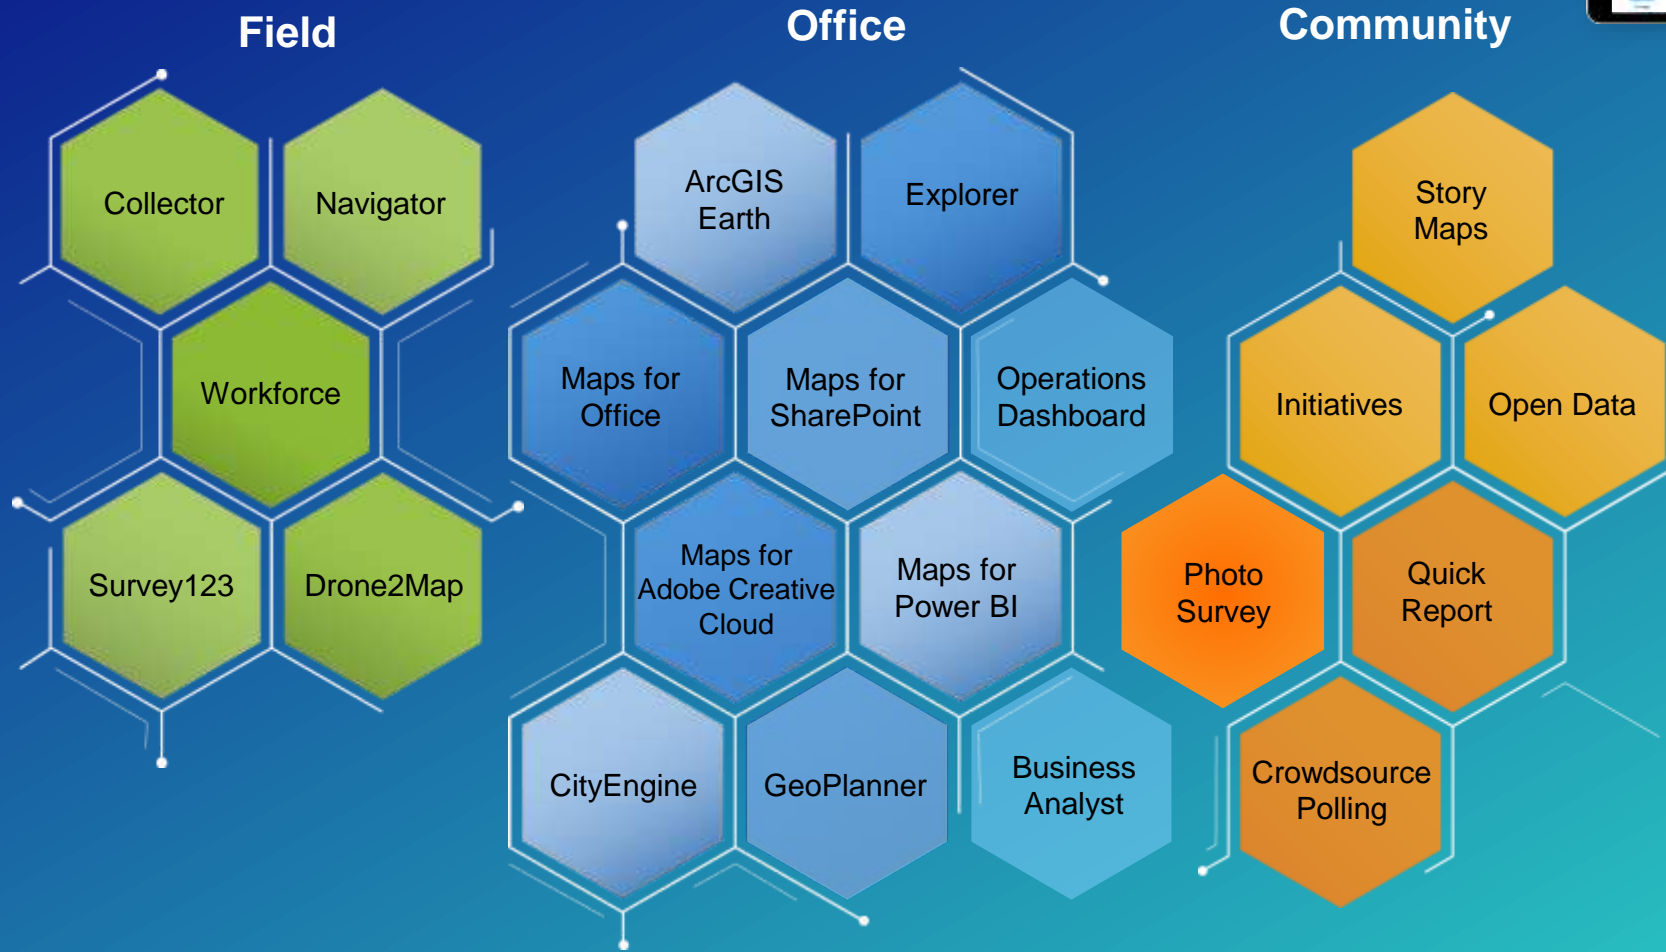 Field
Collector
Navigator
Workforce
Survey123
Drone2Map
Office
ArcGIS
Earth
Explorer
Maps for
Office
Maps for
SharePoint
Operations
Dashboard
Maps for
Adobe Creative
Cloud
Maps for
Power BI
CityEngine
GeoPlanner
Business
Analyst
Community
Story
Maps
Initiatives
Open Data
Photo
Survey
Quick
Report
Crowdsource
Polling